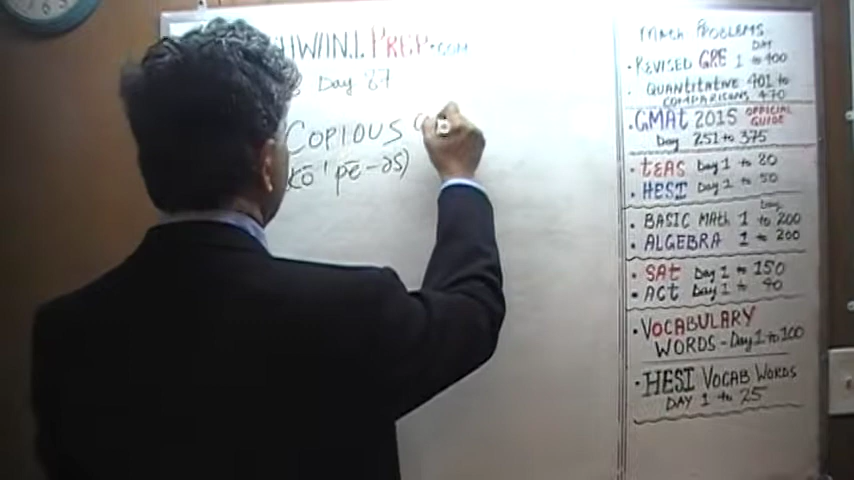 PREP.COM
Day 27
COPIOUS
(kō' pē-əs)
Math PROBLEMS
• REVISED GRE DAY 1 to 400
• QUANTITATIVE 401 to
COMPARISONS 470
• GMAT 2015 OFFICIAL GUIDE
Day 251 to 375
• TEAS Day 1 to 20
• HESI Day 1 to 50
• BASIC Math Day 1 to 200
• ALGEBRA 1 to 200
• SAT Day 1 to 150
• ACT Day 1 to 40
• VOCABULARY
WORDS - Day 1 to 100
• HESI VOCAB WORDS
DAY 1 to 25